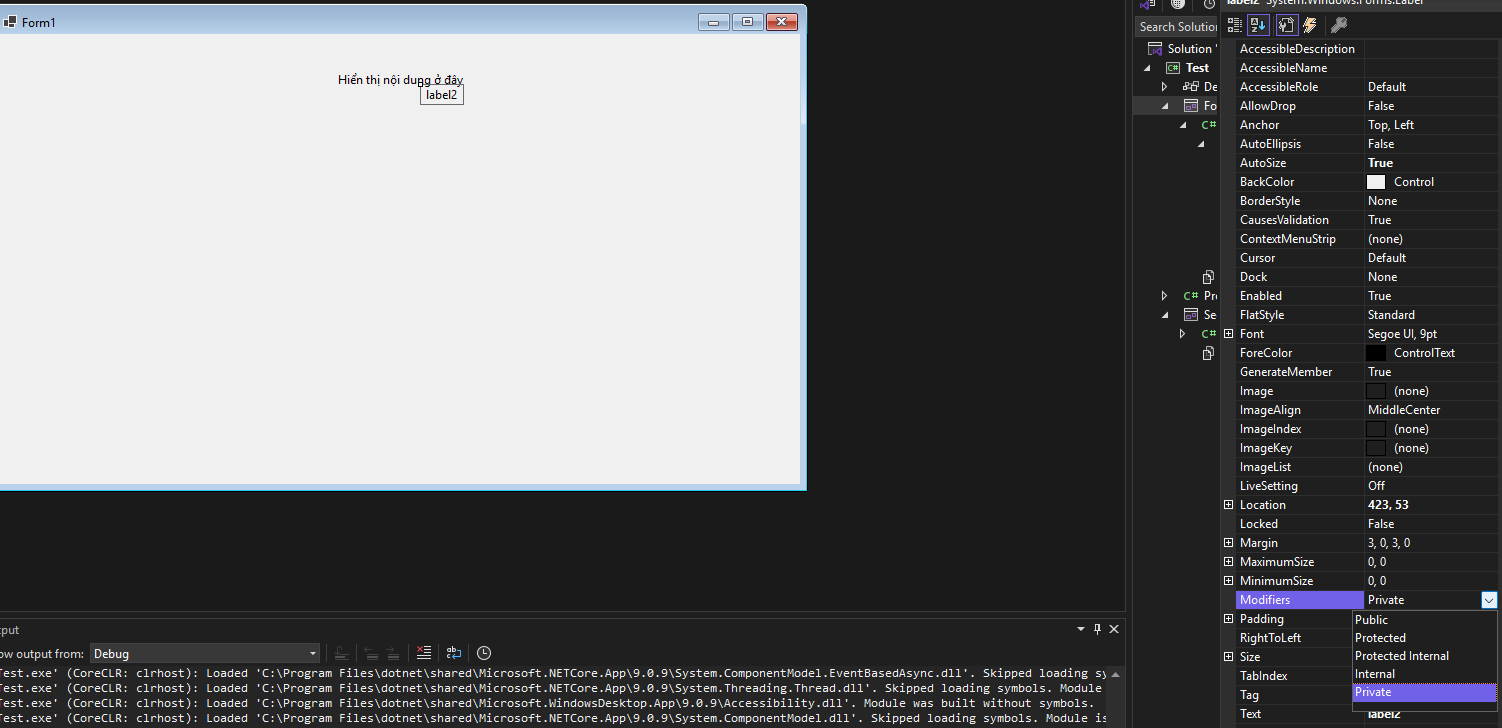 Form1
Hiển thị nội dung ở đây
label2
label2 System.Windows.Forms.Label
Search Solution
Solution '
Test
De
Fo
C#
Pr
Se
C#
AccessibleDescription
AccessibleName
AccessibleRole Default
AllowDrop False
Anchor Top, Left
AutoEllipsis False
AutoSize True
BackColor Control
BorderStyle None
CausesValidation True
ContextMenuStrip (none)
Cursor Default
Dock None
Enabled True
FlatStyle Standard
Font Segoe UI, 9pt
ForeColor ControlText
GenerateMember True
Image (none)
ImageAlign MiddleCenter
ImageIndex (none)
ImageKey (none)
ImageList (none)
LiveSetting Off
Location 423, 53
Locked False
Margin 3, 0, 3, 0
MaximumSize 0, 0
MinimumSize 0, 0
Modifiers Private
Padding
RightToLeft
Size
TabIndex
Tag
Text label2
Public
Protected
Protected Internal
Internal
Private
put
ow output from: Debug
Test.exe' (CoreCLR: clrhost): Loaded 'C:\Program Files\dotnet\shared\Microsoft.NETCore.App\9.0.9\System.ComponentModel.EventBasedAsync.dll'. Skipped loading sy
Test.exe' (CoreCLR: clrhost): Loaded 'C:\Program Files\dotnet\shared\Microsoft.NETCore.App\9.0.9\System.Threading.Thread.dll'. Skipped loading symbols. Module
Test.exe' (CoreCLR: clrhost): Loaded 'C:\Program Files\dotnet\shared\Microsoft.WindowsDesktop.App\9.0.9\Accessibility.dll'. Module was built without symbols.
Test.exe' (CoreCLR: clrhost): Loaded 'C:\Program Files\dotnet\shared\Microsoft.NETCore.App\9.0.9\System.ComponentModel.dll'. Skipped loading symbols. Module is